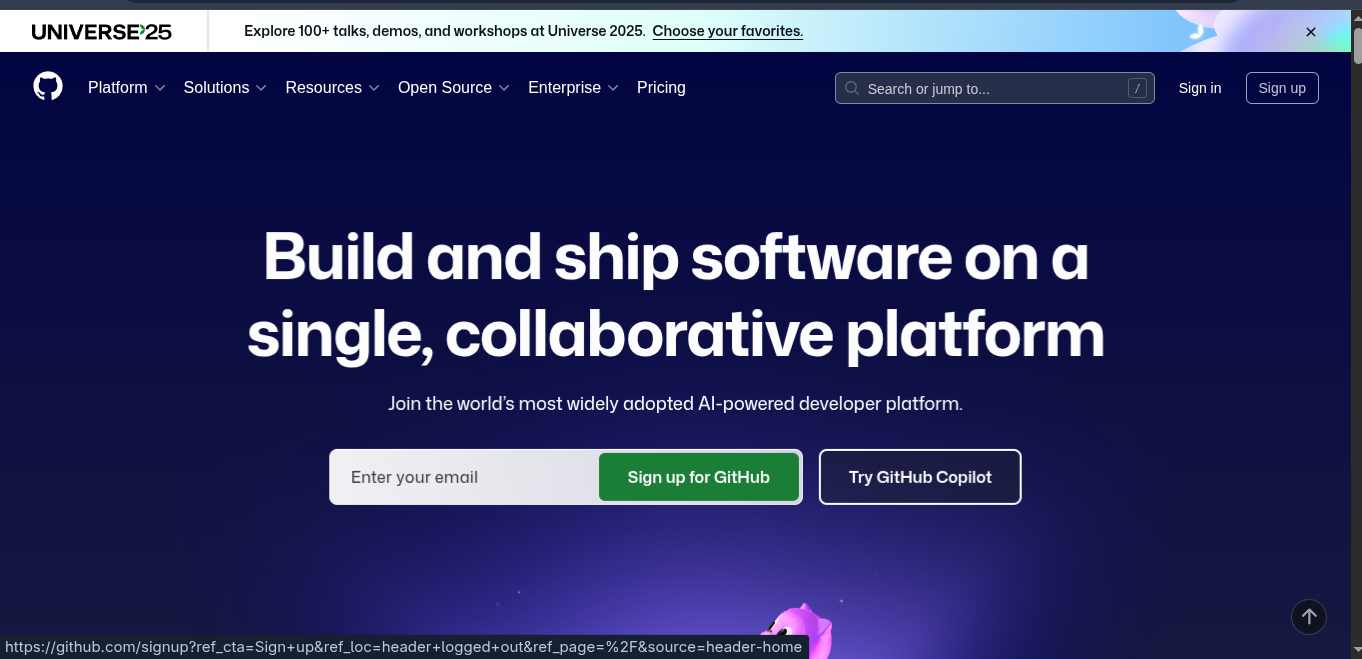 UNIVERSE'25
Explore 100+ talks, demos, and workshops at Universe 2025. Choose your favorites.
Platform Solutions Resources Open Source Enterprise Pricing
Search or jump to... /
Sign in
Sign up
Build and ship software on a
single, collaborative platform
Join the world's most widely adopted AI-powered developer platform.
Enter your email
Sign up for GitHub
Try GitHub Copilot
https://github.com/signup?ref_cta=Sign+up&ref_loc=header+logged+out&ref_page=%2F&source=header-home